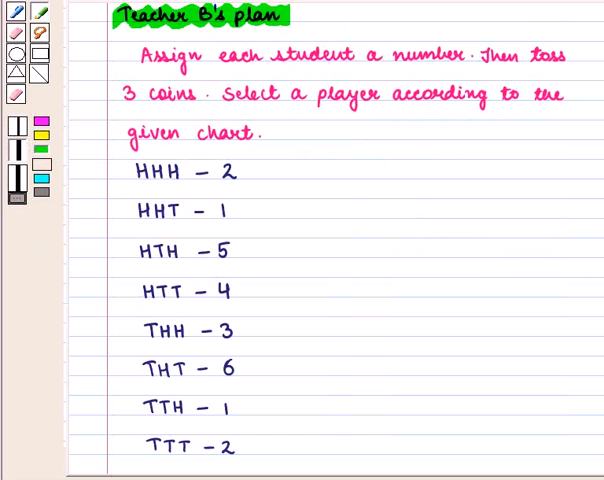 Teacher B's plan
Assign each student a number. Then toss
3 coins. Select a player according to the
given chart.
HHH - 2
HHT - 1
HTH - 5
HTT - 4
THH - 3
THT - 6
TTH - 1
TTT - 2